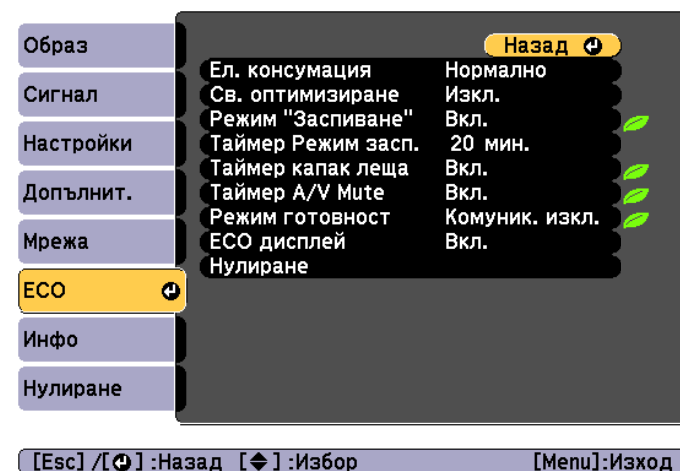 Образ
Сигнал
Настройки
Допълнит.
Мрежа
ECO
Инфо
Нулиране
Назад
Ел. консумация Нормално
Св. оптимизиране Изкл.
Режим "Заспиване" Вкл.
Таймер Режим засп. 20 мин.
Таймер капак леща Вкл.
Таймер A/V Mute Вкл.
Режим готовност Комуник. изкл.
ECO дисплей Вкл.
Нулиране
[Esc] /[ ] :Назад [ ] :Избор [Menu]:Изход